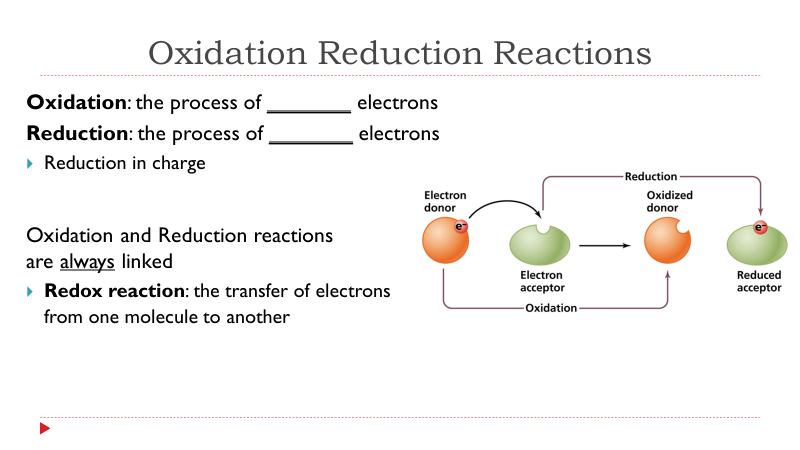 Oxidation Reduction Reactions
Oxidation: the process of ________ electrons
Reduction: the process of ________ electrons
Reduction in charge
Oxidation and Reduction reactions
are always linked
Redox reaction: the transfer of electrons
from one molecule to another
Reduction
Electron
donor
Oxidized
donor
e-
e-
Electron
acceptor
Reduced
acceptor
Oxidation